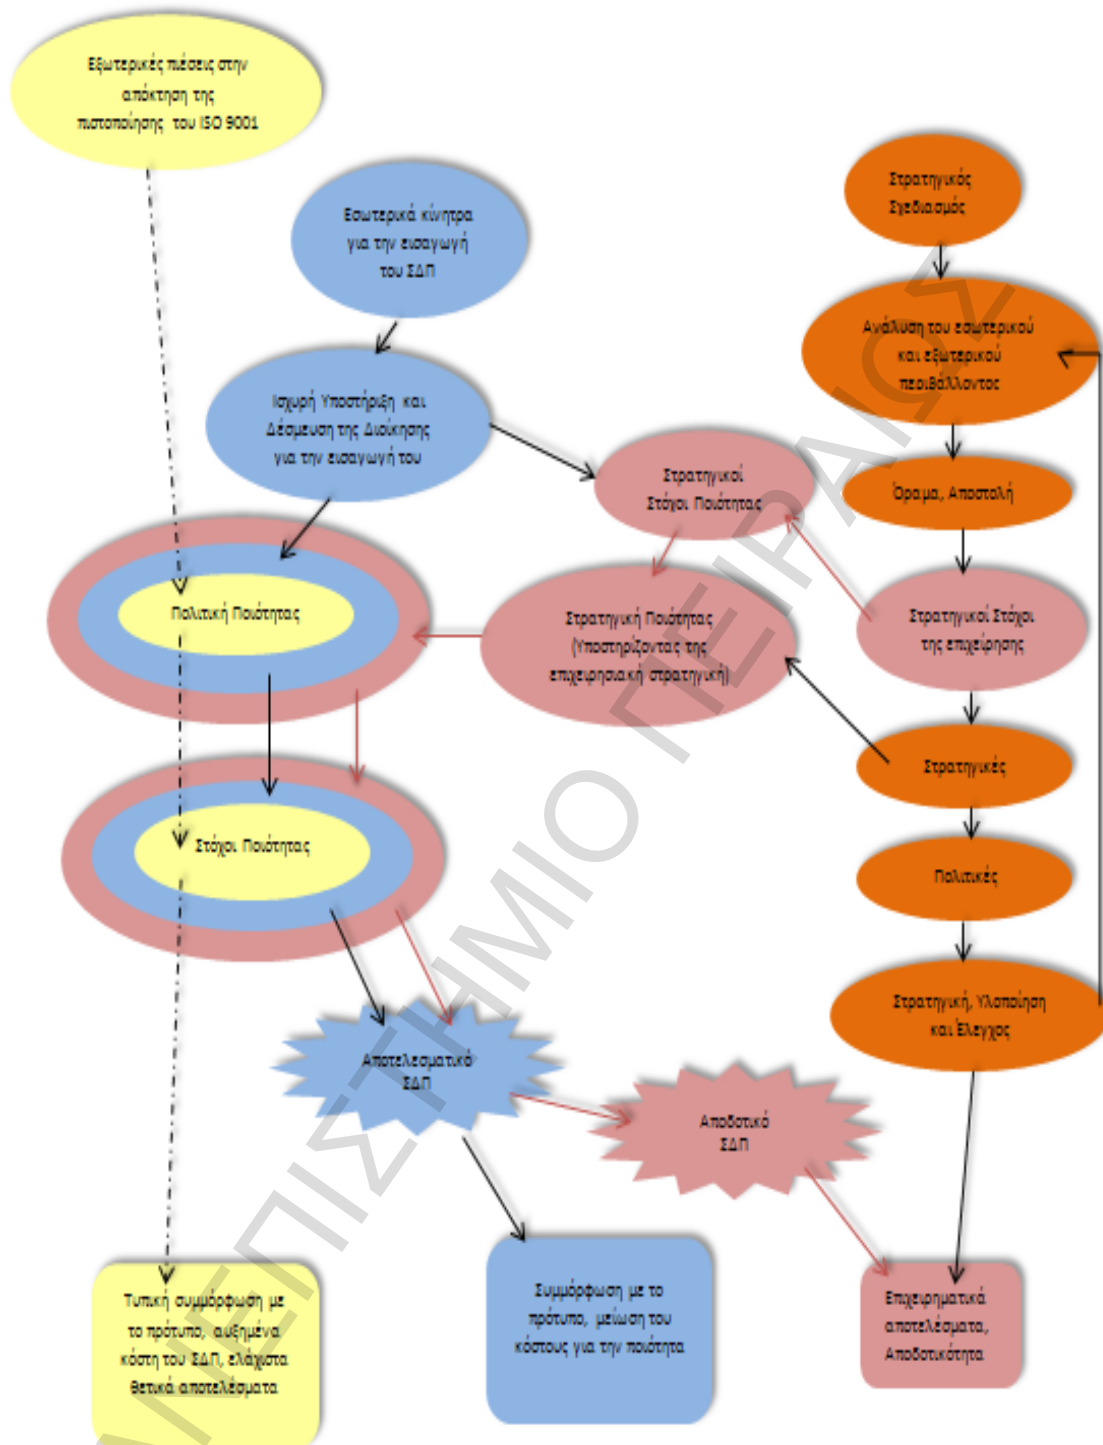 Εξωτερικές πιέσεις στην
απόκτηση της
πιστοποίησης του ISO 9001
Εσωτερικά κίνητρα
για την εισαγωγή
του ΣΔΠ
Στρατηγικός
Σχεδιασμός
Ανάλυση του εσωτερικού
και εξωτερικού
περιβάλλοντος
Ισχυρή Υποστήριξη και
Δέσμευση της Διοίκησης
για την εισαγωγή του
Στρατηγικοί
Στόχοι Ποιότητας
Όραμα, Αποστολή
Πολιτική Ποιότητας
Στρατηγική Ποιότητας
(Υποστηρίζοντας της
επιχειρησιακή στρατηγική)
Στρατηγικοί Στόχοι
της επιχείρησης
Στρατηγικές
Στόχοι Ποιότητας
Πολιτικές
Στρατηγική, Υλοποίηση
και Έλεγχος
Αποτελεσματικό
ΣΔΠ
Αποδοτικό
ΣΔΠ
Τυπική συμμόρφωση με
το πρότυπο, αυξημένα
κόστη του ΣΔΠ, ελάχιστα
θετικά αποτελέσματα
Συμμόρφωση με το
πρότυπο, μείωση του
κόστους για την ποιότητα
Επιχειρηματικά
αποτελέσματα,
Αποδοτικότητα
ΑΝΕΠΙΣΤΗΜΙΟ ΠΕΙΡΑΙΩΣ